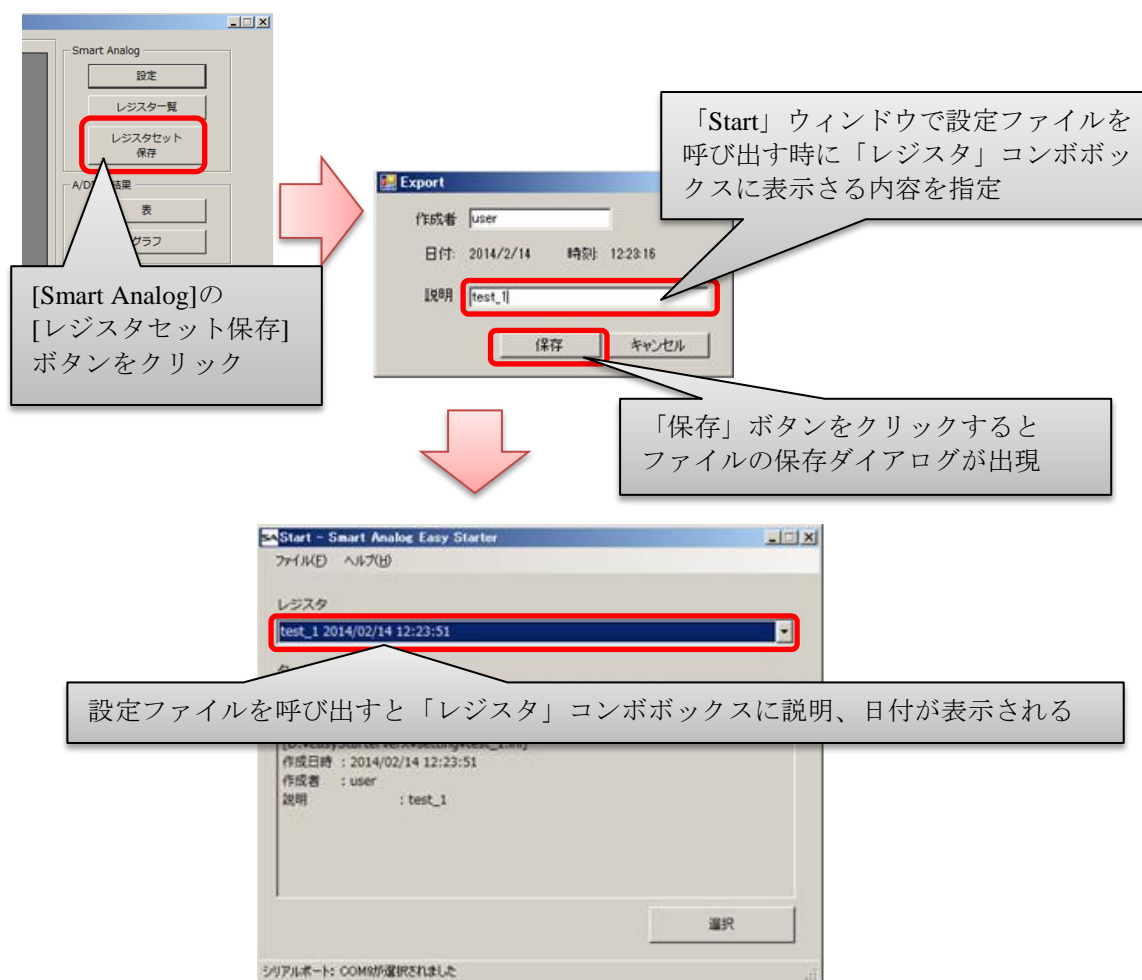 Smart Analog
設定
レジスタ一覧
レジスタセット
保存
結果
表
グラフ
[Smart Analog]の
[レジスタセット保存]
ボタンをクリック
「Start」ウィンドウで設定ファイルを
呼び出す時に「レジスタ」コンボボッ
クスに表示さる内容を指定
Export
作成者 user
日付: 2014/2/14 時刻: 12:23:16
説明 test_1
保存 キャンセル
「保存」ボタンをクリックすると
ファイルの保存ダイアログが出現
SA Start - Smart Analog Easy Starter
ファイル(F) ヘルプ(H)
レジスタ
test_1 2014/02/14 12:23:51
設定ファイルを呼び出すと「レジスタ」コンボボックスに説明、日付が表示される
作成日時 : 2014/02/14 12:23:51
作成者 : user
説明 : test_1
選択
シリアルポート: COM9が選択されました